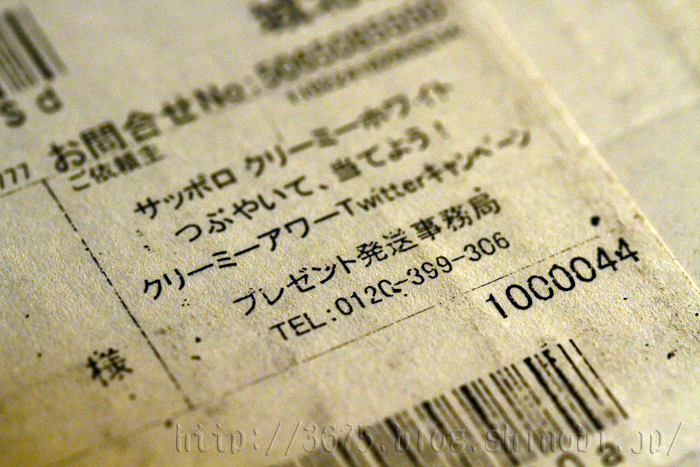 お問合せNo:
ご依頼主
サッポロ クリーミーホワイト
つぶやいて、当てよう！
クリーミーアワーTwitterキャンペーン
プレゼント発送事務局
TEL:0120-399-306
1000044
様
http://3675.blog.shinobi.jp/